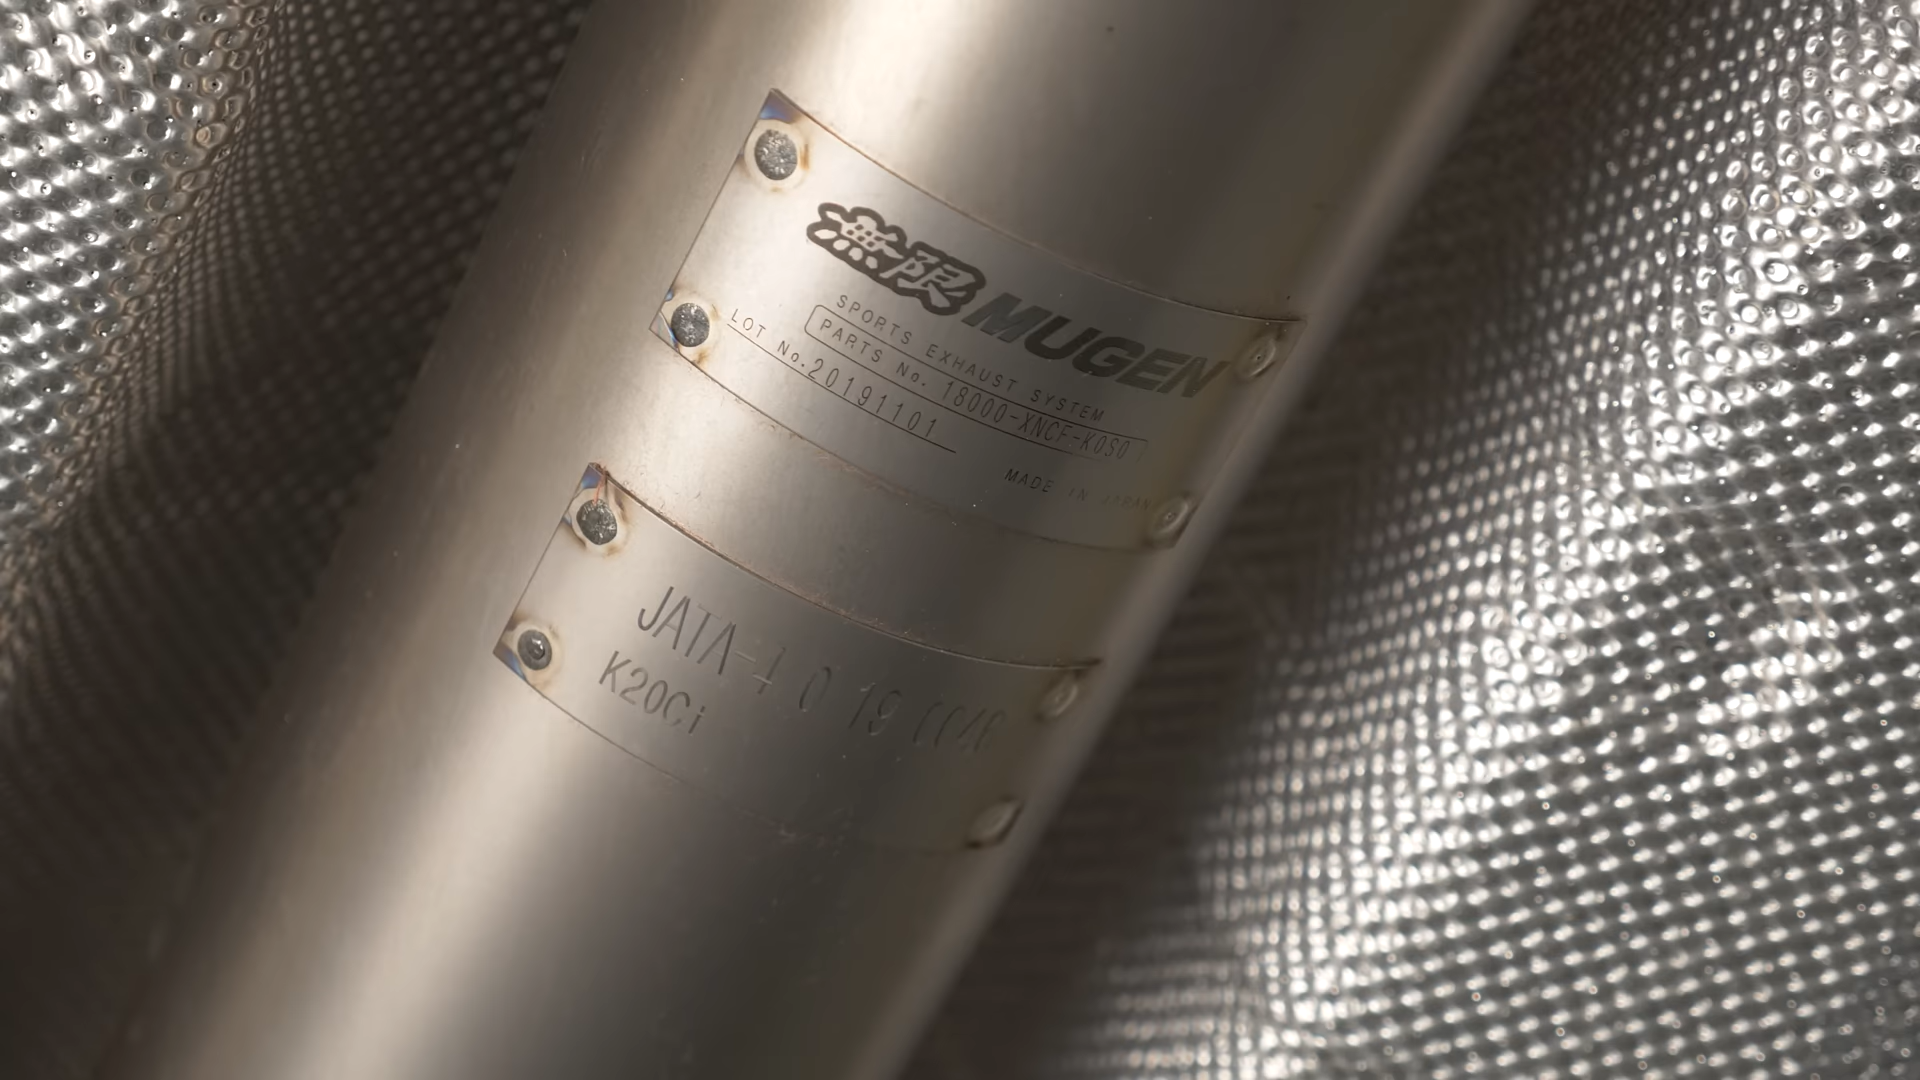 無限 MUGEN
SPORTS EXHAUST SYSTEM
PARTS No. 18000-XNCF-K0S0
LOT No.20191101
MADE IN JAPAN
K20Ci